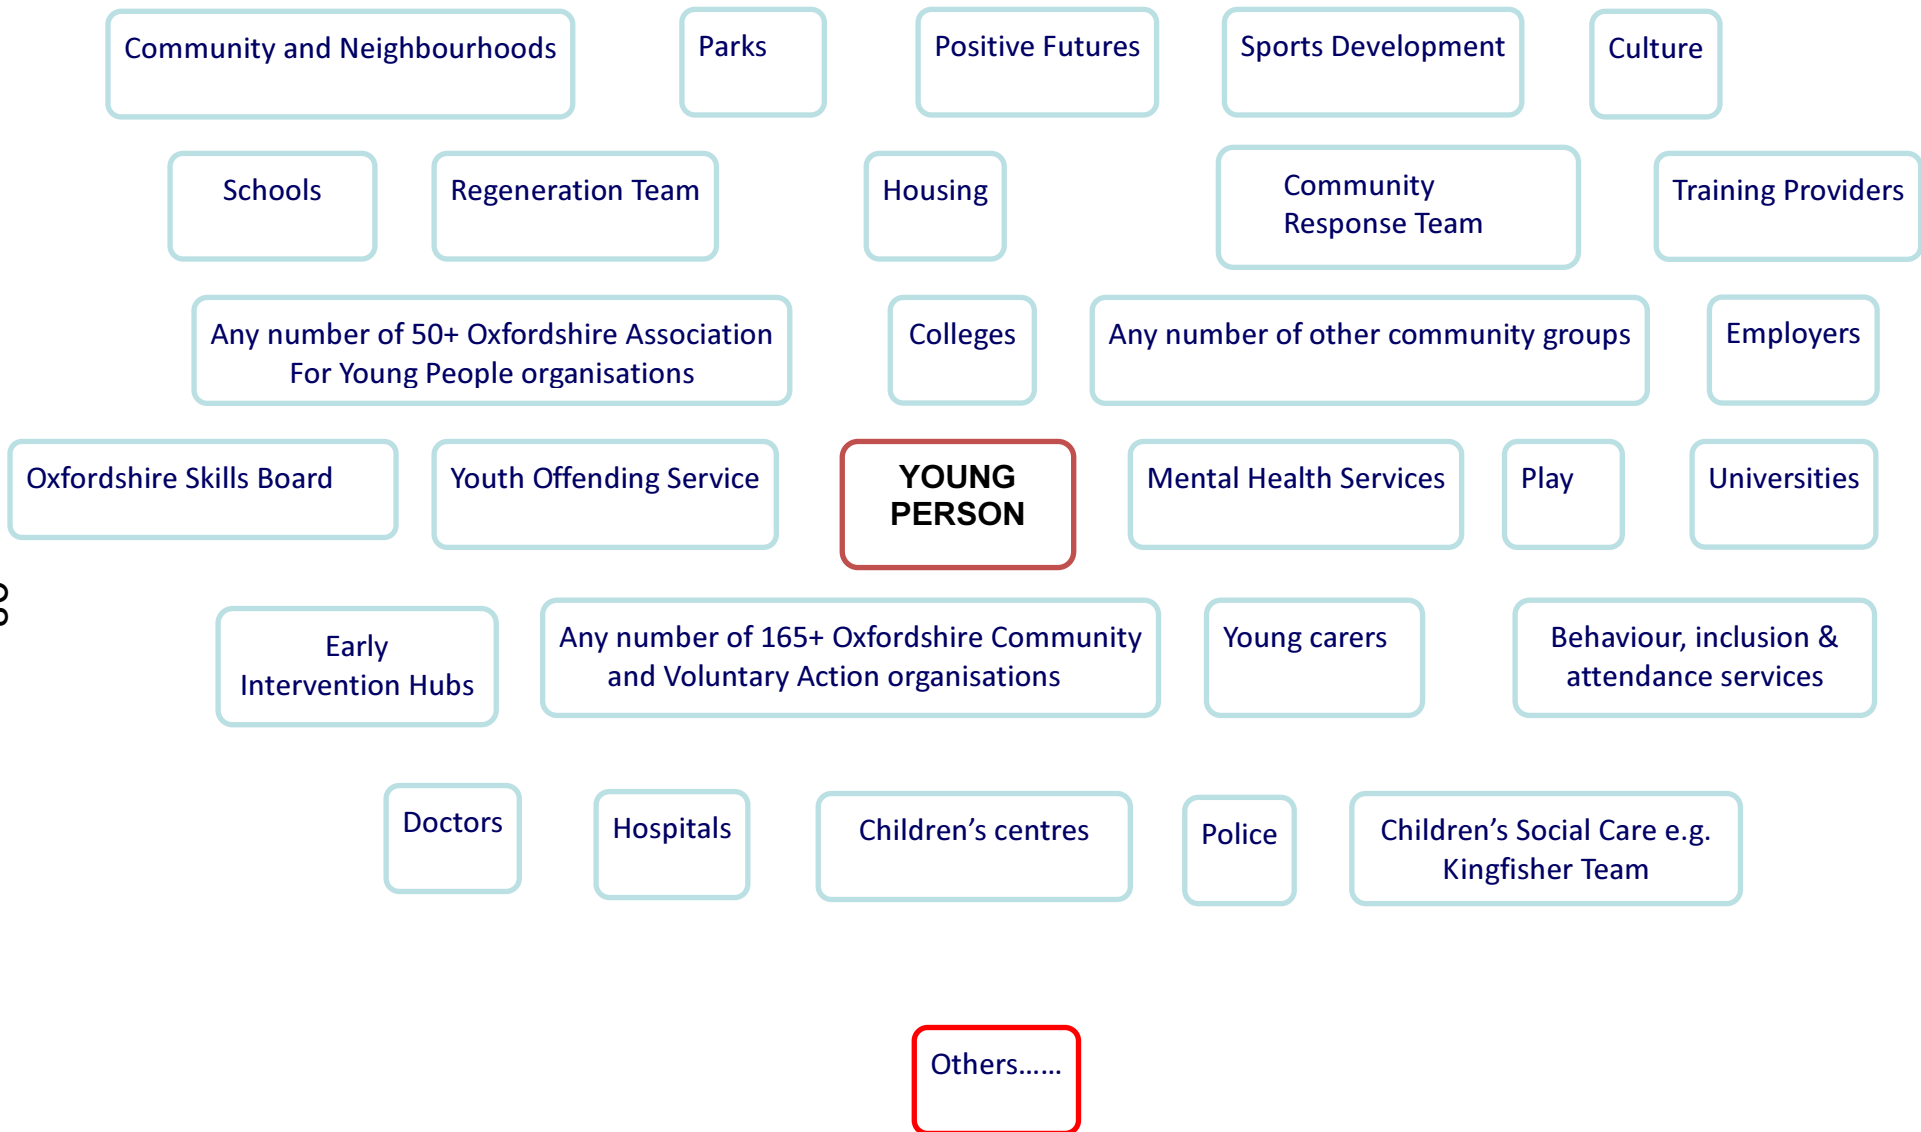 Community and Neighbourhoods
Parks
Positive Futures
Sports Development
Culture
Schools
Regeneration Team
Housing
Community
Response Team
Training Providers
Any number of 50+ Oxfordshire Association
For Young People organisations
Colleges
Any number of other community groups
Employers
Oxfordshire Skills Board
Youth Offending Service
YOUNG
PERSON
Mental Health Services
Play
Universities
Early
Intervention Hubs
Any number of 165+ Oxfordshire Community
and Voluntary Action organisations
Young carers
Behaviour, inclusion &
attendance services
Doctors
Hospitals
Children’s centres
Police
Children’s Social Care e.g.
Kingfisher Team
Others……